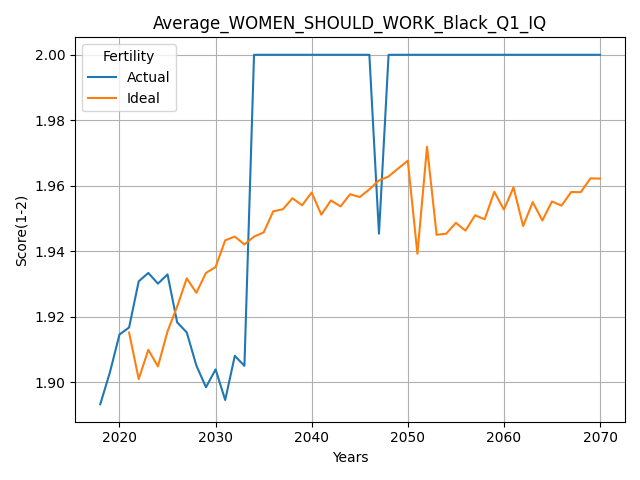 Average_WOMEN_SHOULD_WORK_Black_Q1_IQ
Fertility
Actual
Ideal
Score(1-2)
2.00
1.98
1.96
1.94
1.92
1.90
2020 2030 2040 2050 2060 2070
Years